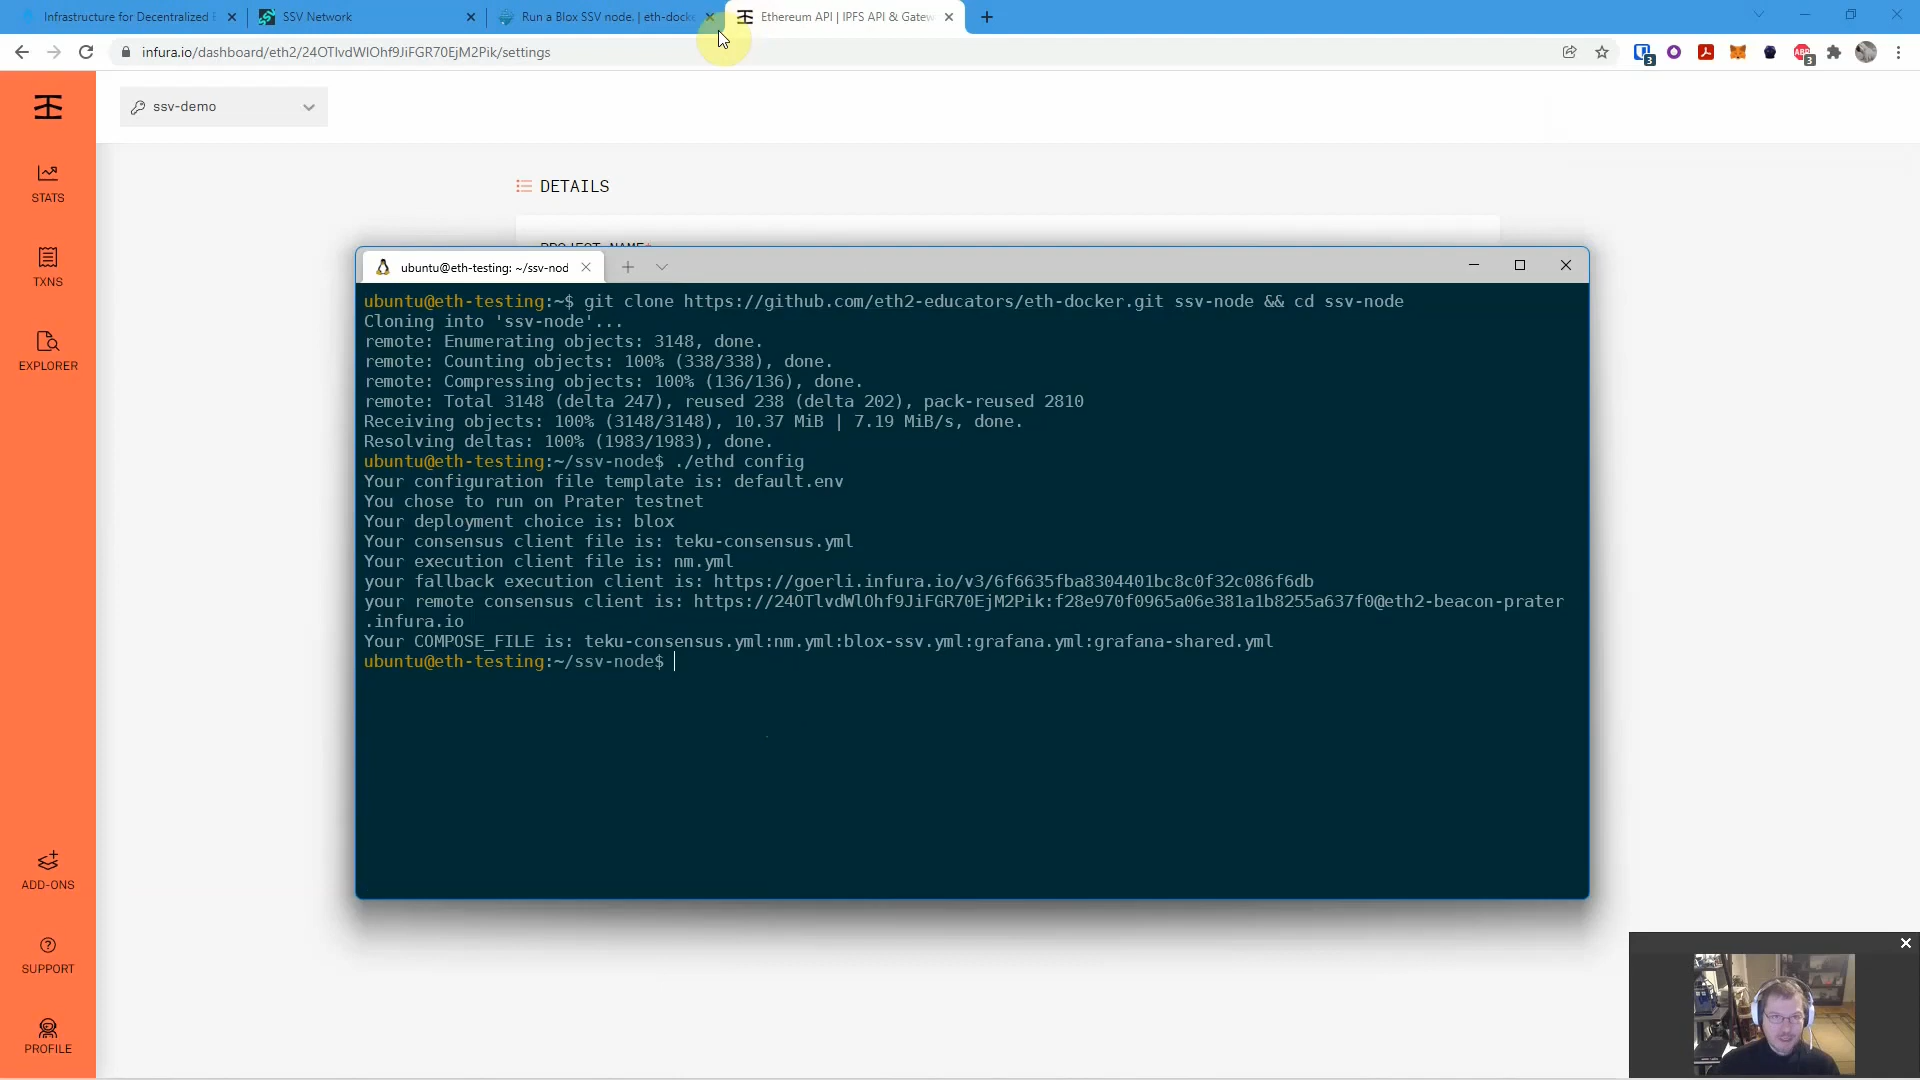 Infrastructure for Decentralized E
SSV Network
Run a Blox SSV node. | eth-docke
Ethereum API | IPFS API & Gatew
infura.io/dashboard/eth2/24OTlvdWlOhf9JiFGR70EjM2Pik/settings
3
ABP
3
ssv-demo
STATS
TXNS
EXPLORER
ADD-ONS
SUPPORT
PROFILE
DETAILS
PROJECT NAME*
ubuntu@eth-testing: ~/ssv-nod
ubuntu@eth-testing:~$ git clone https://github.com/eth2-educators/eth-docker.git ssv-node && cd ssv-node
Cloning into 'ssv-node'...
remote: Enumerating objects: 3148, done.
remote: Counting objects: 100% (338/338), done.
remote: Compressing objects: 100% (136/136), done.
remote: Total 3148 (delta 247), reused 238 (delta 202), pack-reused 2810
Receiving objects: 100% (3148/3148), 10.37 MiB | 7.19 MiB/s, done.
Resolving deltas: 100% (1983/1983), done.
ubuntu@eth-testing:~/ssv-node$ ./ethd config
Your configuration file template is: default.env
You chose to run on Prater testnet
Your deployment choice is: blox
Your consensus client file is: teku-consensus.yml
Your execution client file is: nm.yml
your fallback execution client is: https://goerli.infura.io/v3/6f6635fba8304401bc8c0f32c086f6db
your remote consensus client is: https://24OTlvdWlOhf9JiFGR70EjM2Pik:f28e970f0965a06e381a1b8255a637f0@eth2-beacon-prater
.infura.io
Your COMPOSE_FILE is: teku-consensus.yml:nm.yml:blox-ssv.yml:grafana.yml:grafana-shared.yml
ubuntu@eth-testing:~/ssv-node$